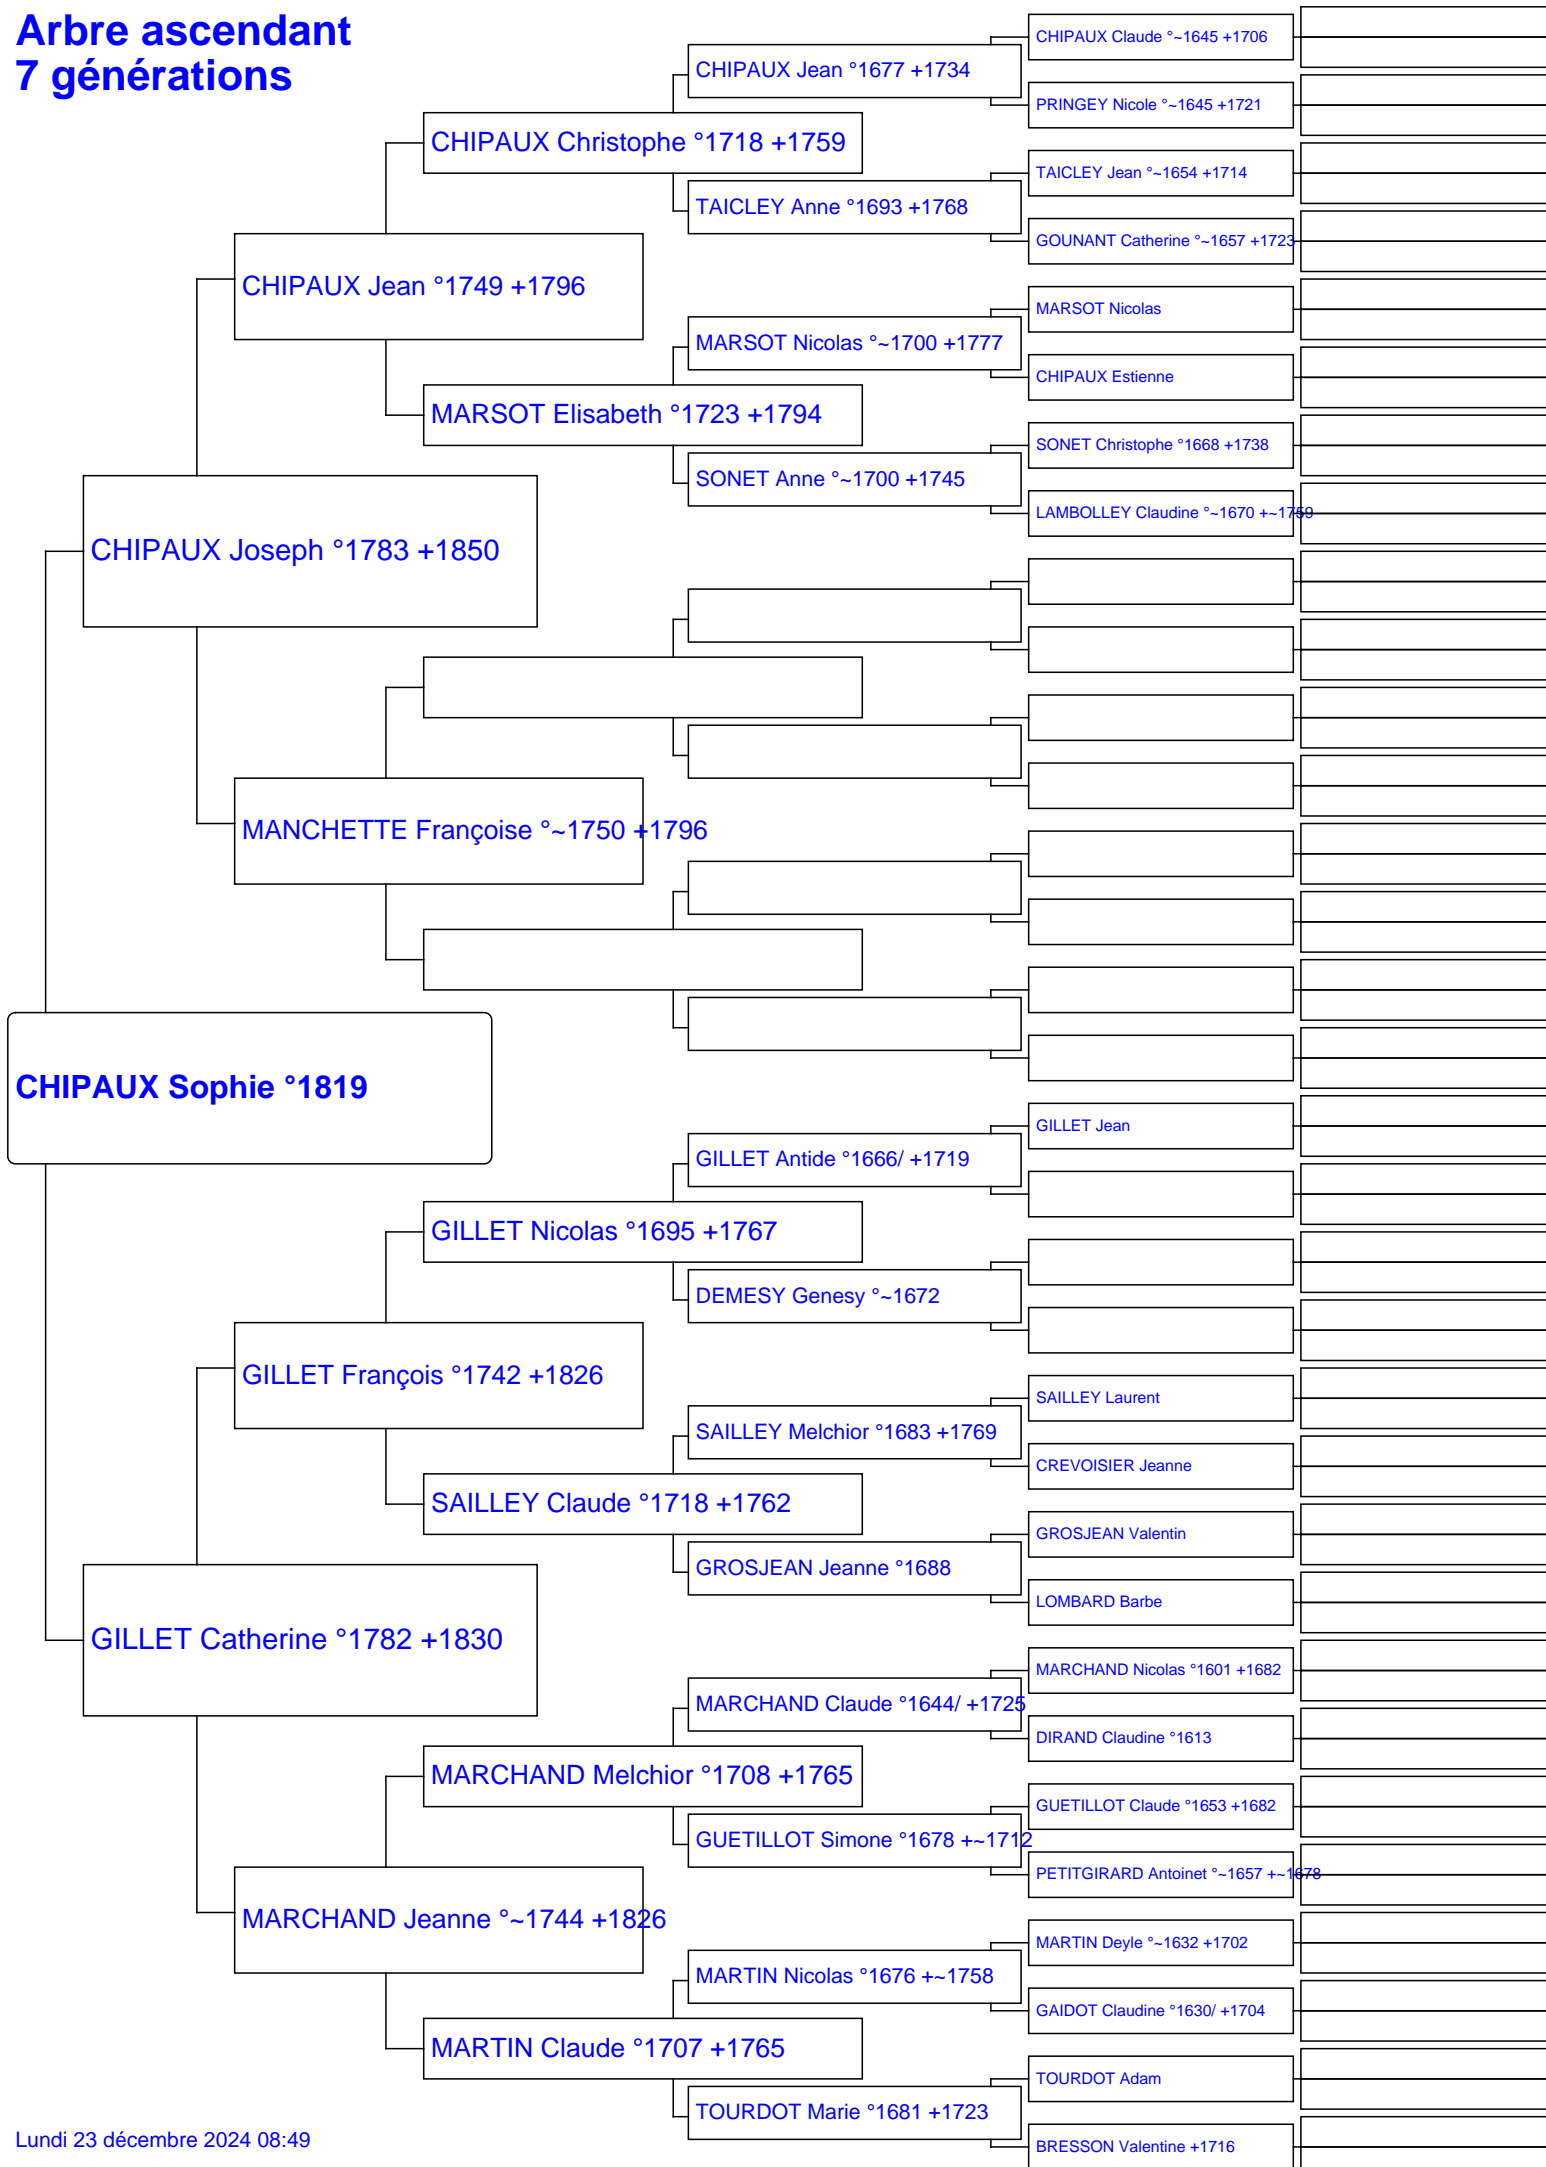 Arbre ascendant
7 générations
CHIPAUX Claude °~1645 +1706
CHIPAUX Jean °1677 +1734
PRINGEY Nicole °~1645 +1721
CHIPAUX Christophe °1718 +1759
TAICLEY Jean °~1654 +1714
TAICLEY Anne °1693 +1768
GOUNANT Catherine °~1657 +1723
CHIPAUX Jean °1749 +1796
MARSOT Nicolas
MARSOT Nicolas °~1700 +1777
CHIPAUX Estienne
MARSOT Elisabeth °1723 +1794
SONET Christophe °1668 +1738
SONET Anne °~1700 +1745
LAMBOLLEY Claudine °~1670 +~1759
CHIPAUX Joseph °1783 +1850
MANCHETTE Françoise °~1750 +1796
CHIPAUX Sophie °1819
GILLET Jean
GILLET Antide °1666/ +1719
GILLET Nicolas °1695 +1767
DEMESY Genesy °~1672
GILLET François °1742 +1826
SAILLEY Laurent
SAILLEY Melchior °1683 +1769
CREVOISIER Jeanne
SAILLEY Claude °1718 +1762
GROSJEAN Valentin
GROSJEAN Jeanne °1688
LOMBARD Barbe
GILLET Catherine °1782 +1830
MARCHAND Nicolas °1601 +1682
MARCHAND Claude °1644/ +1725
DIRAND Claudine °1613
MARCHAND Melchior °1708 +1765
GUETILLOT Claude °1653 +1682
GUETILLOT Simone °1678 +~1712
PETITGIRARD Antoinet °~1657 +~1678
MARCHAND Jeanne °~1744 +1826
MARTIN Deyle °~1632 +1702
MARTIN Nicolas °1676 +~1758
GAIDOT Claudine °1630/ +1704
MARTIN Claude °1707 +1765
TOURDOT Adam
TOURDOT Marie °1681 +1723
BRESSON Valentine +1716
Lundi 23 décembre 2024 08:49